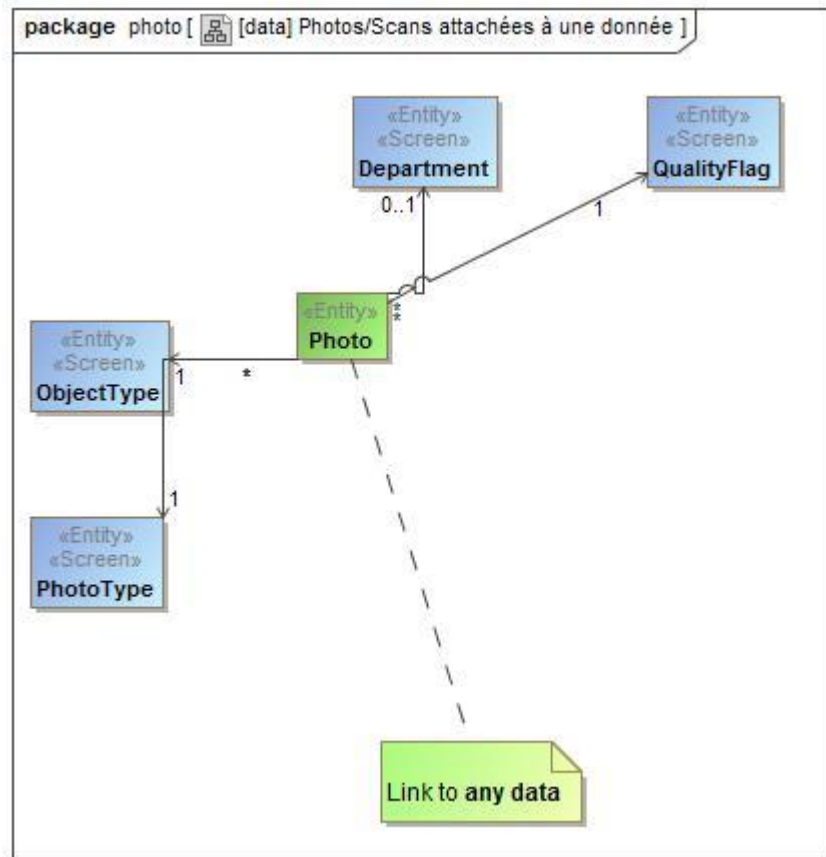 package photo [ [data] Photos/Scans attachées à une donnée ]
«Entity»
«Screen»
Department
0..1
«Entity»
«Screen»
QualityFlag
1
«Entity»
Photo
*
*
«Entity»
«Screen»
ObjectType
1
*
1
«Entity»
«Screen»
PhotoType
Link to any data